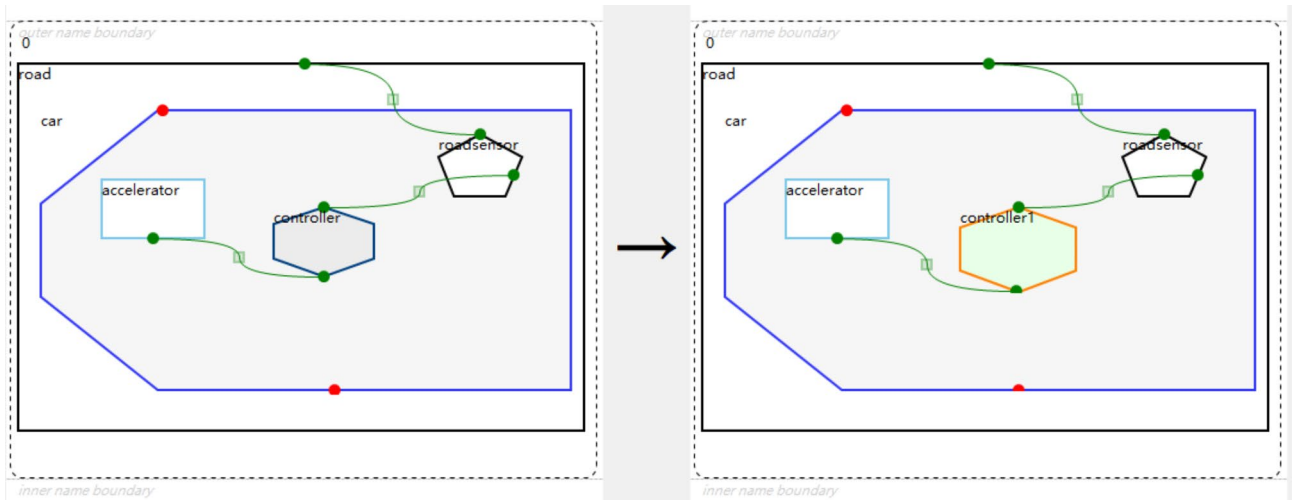 outer name boundary
0
road
car
roadsensor
accelerator
controller
inner name boundary
outer name boundary
0
road
car
roadsensor
accelerator
controller1
inner name boundary